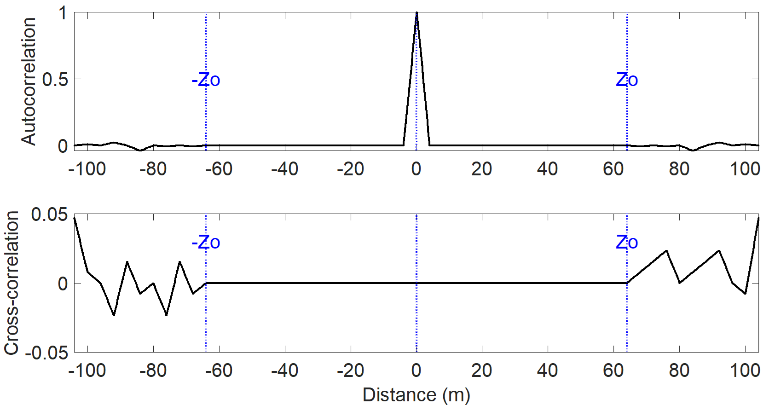 Autocorrelation
1
0.5
0
-Zo
Zo
-100 -80 -60 -40 -20 0 20 40 60 80 100
Cross-correlation
0.05
0
-0.05
-Zo
Zo
-100 -80 -60 -40 -20 0 20 40 60 80 100
Distance (m)